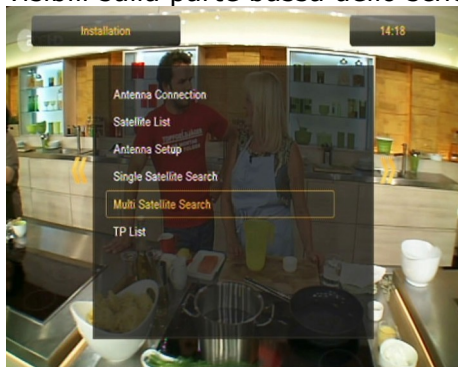 Installation
14:18
Antenna Connection
Satellite List
Antenna Setup
Single Satellite Search
Multi Satellite Search
TP List